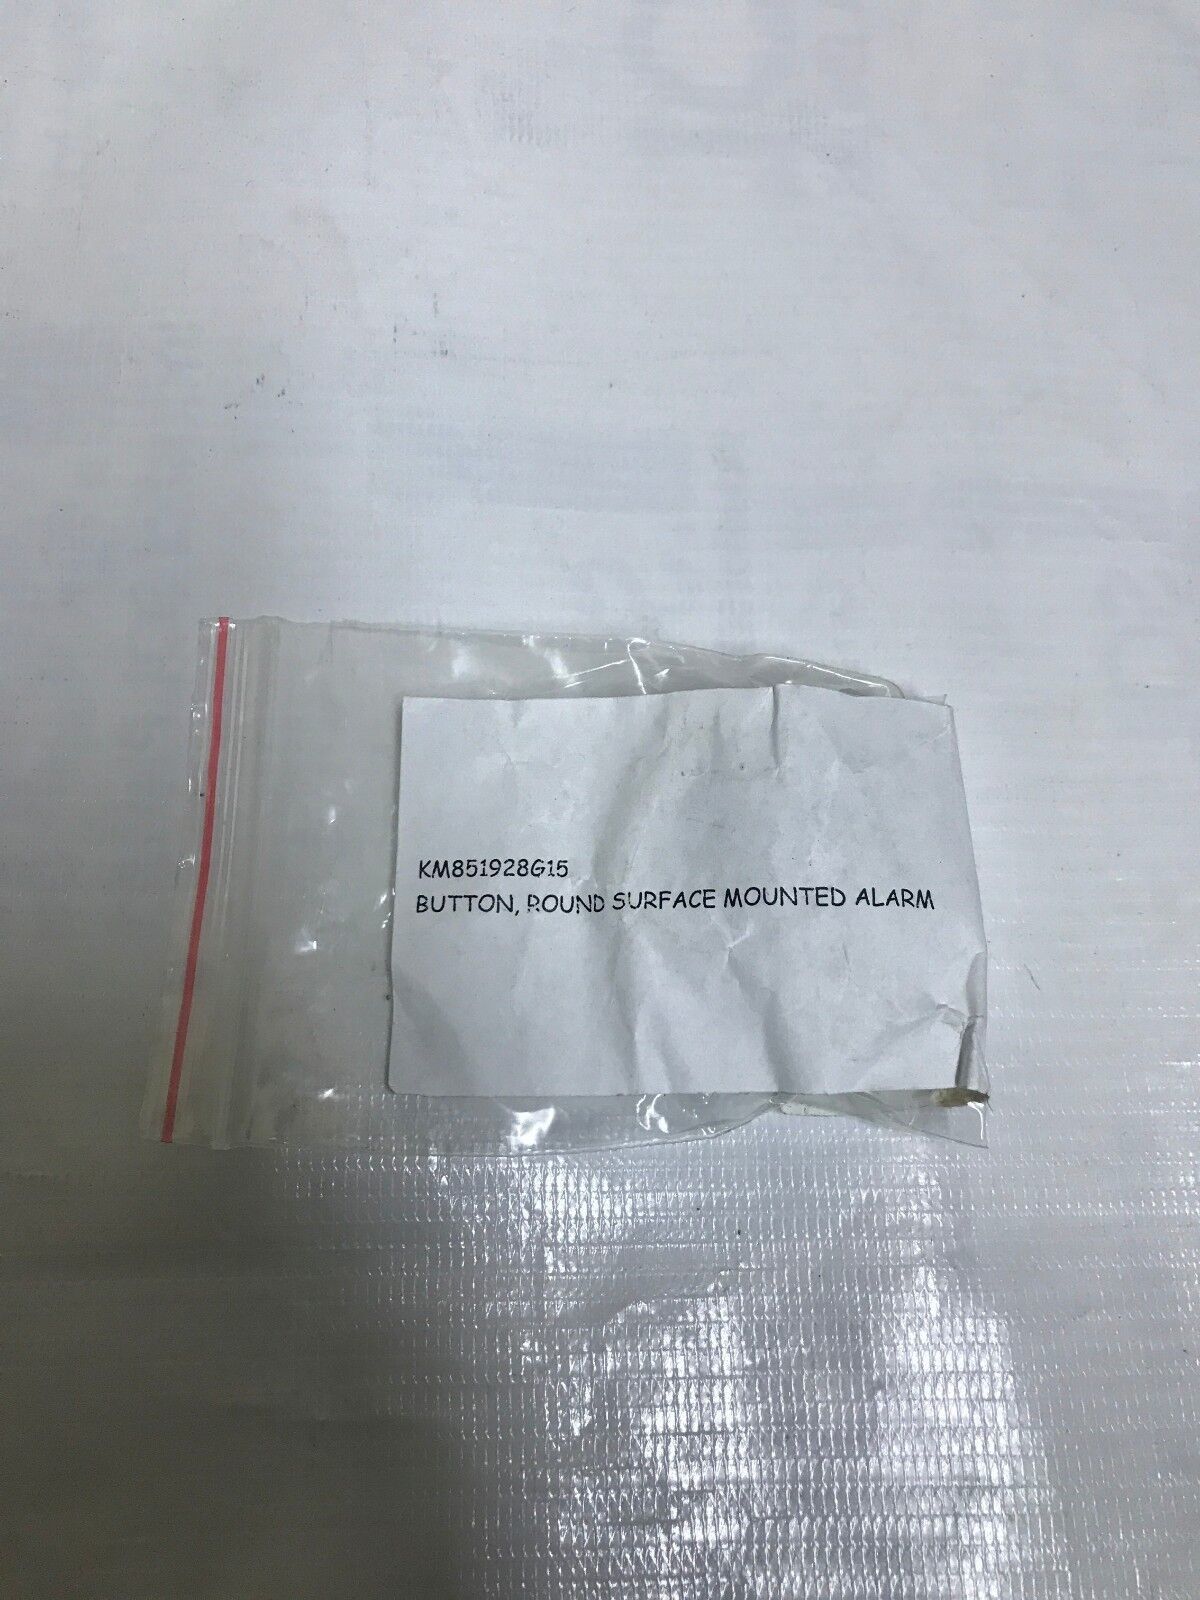 KM851928G15
BUTTON, ROUND SURFACE MOUNTED ALARM